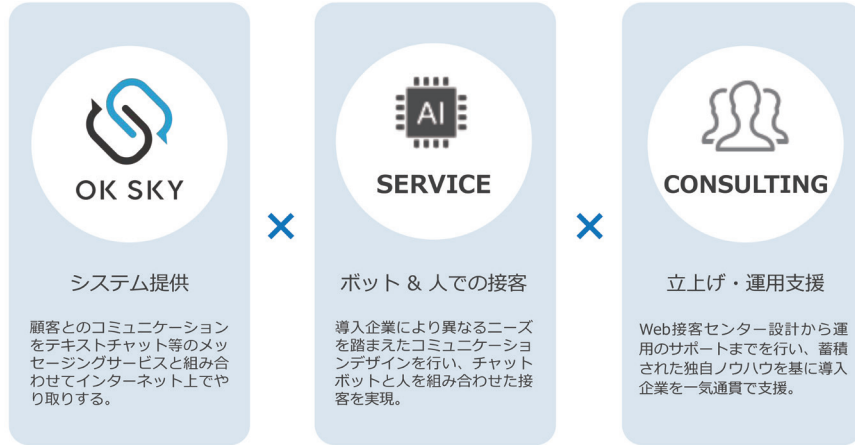 OK SKY
システム提供
顧客とのコミュニケーション
をテキストチャット等のメッ
セージングサービスと組み合
わせてインターネット上でや
り取りする。
×
AI
SERVICE
ボット & 人での接客
導入企業により異なるニーズ
を踏まえたコミュニケーショ
ンデザインを行い、チャット
ボットと人を組み合わせた接
客を実現。
×
CONSULTING
立上げ・運用支援
Web接客センター設計から運
用のサポートまでを行い、蓄積
された独自ノウハウを基に導入
企業を一気通貫で支援。